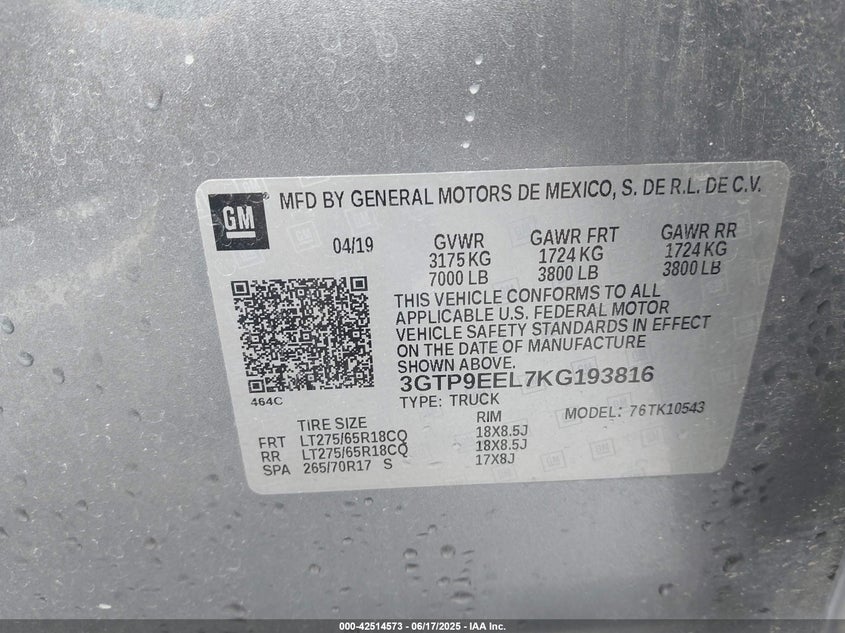 GM
MFD BY GENERAL MOTORS DE MEXICO, S. DE R.L. DE C.V.
04/19 GVWR GAWR FRT GAWR RR
3175 KG 1724 KG 1724 KG
7000 LB 3800 LB 3800 LB
THIS VEHICLE CONFORMS TO ALL
APPLICABLE U.S. FEDERAL MOTOR
VEHICLE SAFETY STANDARDS IN EFFECT
ON THE DATE OF MANUFACTURE
SHOWN ABOVE.
3GTP9EEL7KG193816
464C
TYPE: TRUCK MODEL: 76TK10543
TIRE SIZE RIM
FRT LT275/65R18CQ 18X8.5J
RR LT275/65R18CQ 18X8.5J
SPA 265/70R17 S 17X8J
000-42514573 - 06/17/2025 - IAA Inc.